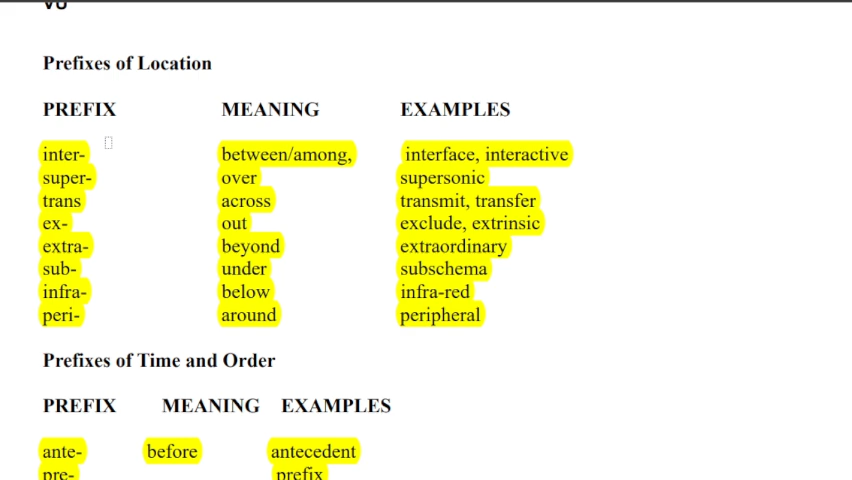 VU
Prefixes of Location
PREFIX MEANING EXAMPLES
inter- between/among, interface, interactive
super- over supersonic
trans across transmit, transfer
ex- out exclude, extrinsic
extra- beyond extraordinary
sub- under subschema
infra- below infra-red
peri- around peripheral
Prefixes of Time and Order
PREFIX MEANING EXAMPLES
ante- before antecedent
pre- prefix